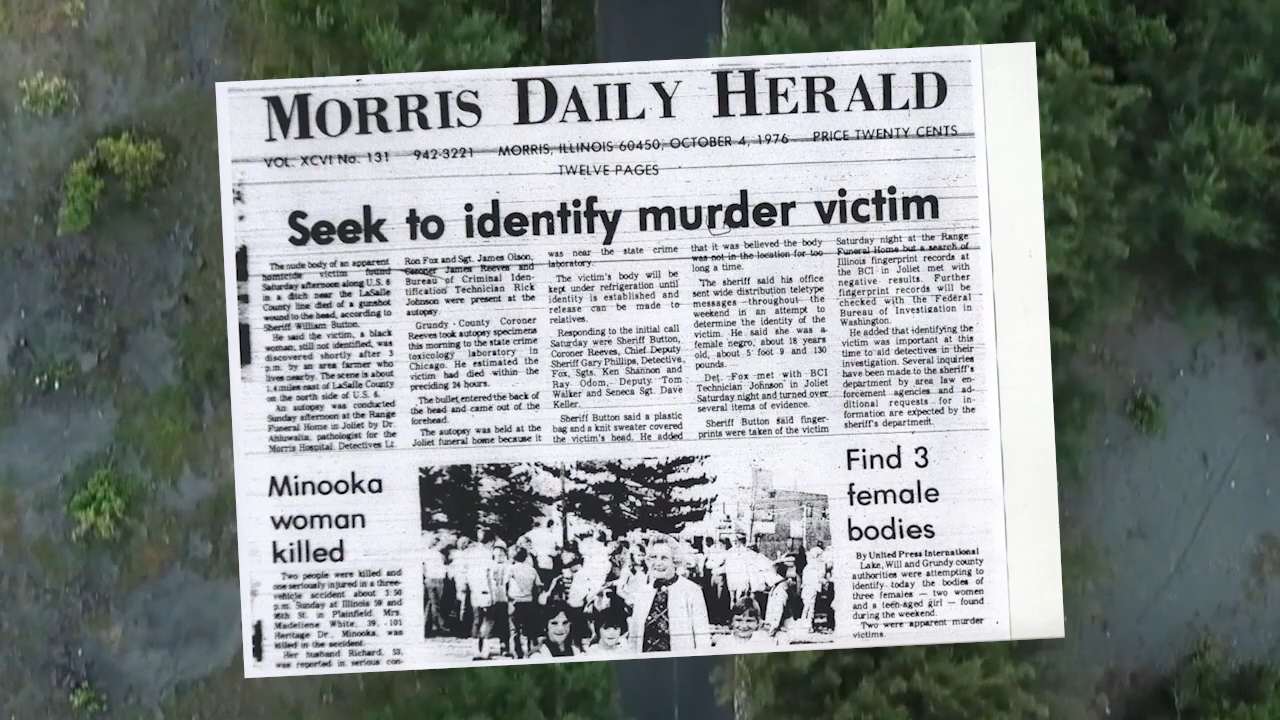 MORRIS DAILY HERALD
VOL. XCVI No. 131 942-3221 MORRIS, ILLINOIS 60450, OCTOBER 4, 1976 PRICE TWENTY CENTS
TWELVE PAGES
Seek to identify murder victim
The nude body of an apparent
homicide victim found
Saturday afternoon along U.S. 6
in a ditch near the LaSalle
County line died of a gunshot
wound to the head, according to
Sheriff William Button.
He said the victim, a black
woman, still not identified, was
discovered shortly after 3
p.m. by an area farmer who
lives nearby. The scene is about
1.4 miles east of LaSalle County
on the north side of U.S. 6.
An autopsy was conducted
Sunday afternoon at the Range
Funeral Home in Joliet by Dr.
Ahluwalia, pathologist for the
Morris Hospital. Detectives Lt.
Ron Fox and Sgt. James Olson,
Coroner James Reeves and
Bureau of Criminal Iden-
tification Technician Rick
Johnson were present at the
autopsy.
Grundy County Coroner
Reeves took autopsy specimens
this morning to the state crime
toxicology laboratory in
Chicago. He estimated the
victim had died within the
preciding 24 hours.
The bullet entered the back of
the head and came out of the
forehead.
The autopsy was held at the
Joliet funeral home because it
was near the state crime
laboratory.
The victim's body will be
kept under refrigeration until
identity is established and
release can be made to
relatives.
Responding to the initial call
Saturday were Sheriff Button,
Coroner Reeves, Chief Deputy
Sheriff Gary Phillips, Detective,
Fox, Sgts. Ken Shannon and
Ray Odom, Deputy Tom
Walker and Seneca Sgt. Dave
Keller.
Sheriff Button said a plastic
bag and a knit sweater covered
the victim's head. He added
that it was believed the body
was not in the location for too
long a time.
The sheriff said his office
sent wide distribution teletype
messages throughout the
weekend in an attempt to
determine the identity of the
victim. He said she was a
female negro, about 18 years
old, about 5 foot 9 and 130
pounds.
Det. Fox met with BCI
Technician Johnson in Joliet
Saturday night and turned over
several items of evidence.
Sheriff Button said finger-
prints were taken of the victim
Saturday night at the Range
Funeral Home but a search of
Illinois fingerprint records at
the BCI in Joliet met with
negative results. Further
fingerprint records will be
checked with the Federal
Bureau of Investigation in
Washington.
He added that identifying the
victim was important at this
time to aid detectives in their
investigation. Several inquiries
have been made to the sheriff's
department by area law en-
forcement agencies and ad-
ditional requests for in-
formation are expected by the
sheriff's department.
Minooka
woman
killed
Two people were killed and
one seriously injured in a three-
vehicle accident about 3:56
p.m. Sunday at Illinois 59 and
95th St. in Plainfield. Mrs.
Madeliene White, 39, 101
Heritage Dr., Minooka, was
killed in the accident.
Her husband Richard, 53,
was reported in serious con-
Find 3
female
bodies
By United Press International
Lake, Will and Grundy county
authorities were attempting to
identify today the bodies of
three females — two women
and a teen-aged girl — found
during the weekend.
Two were apparent murder
victims.